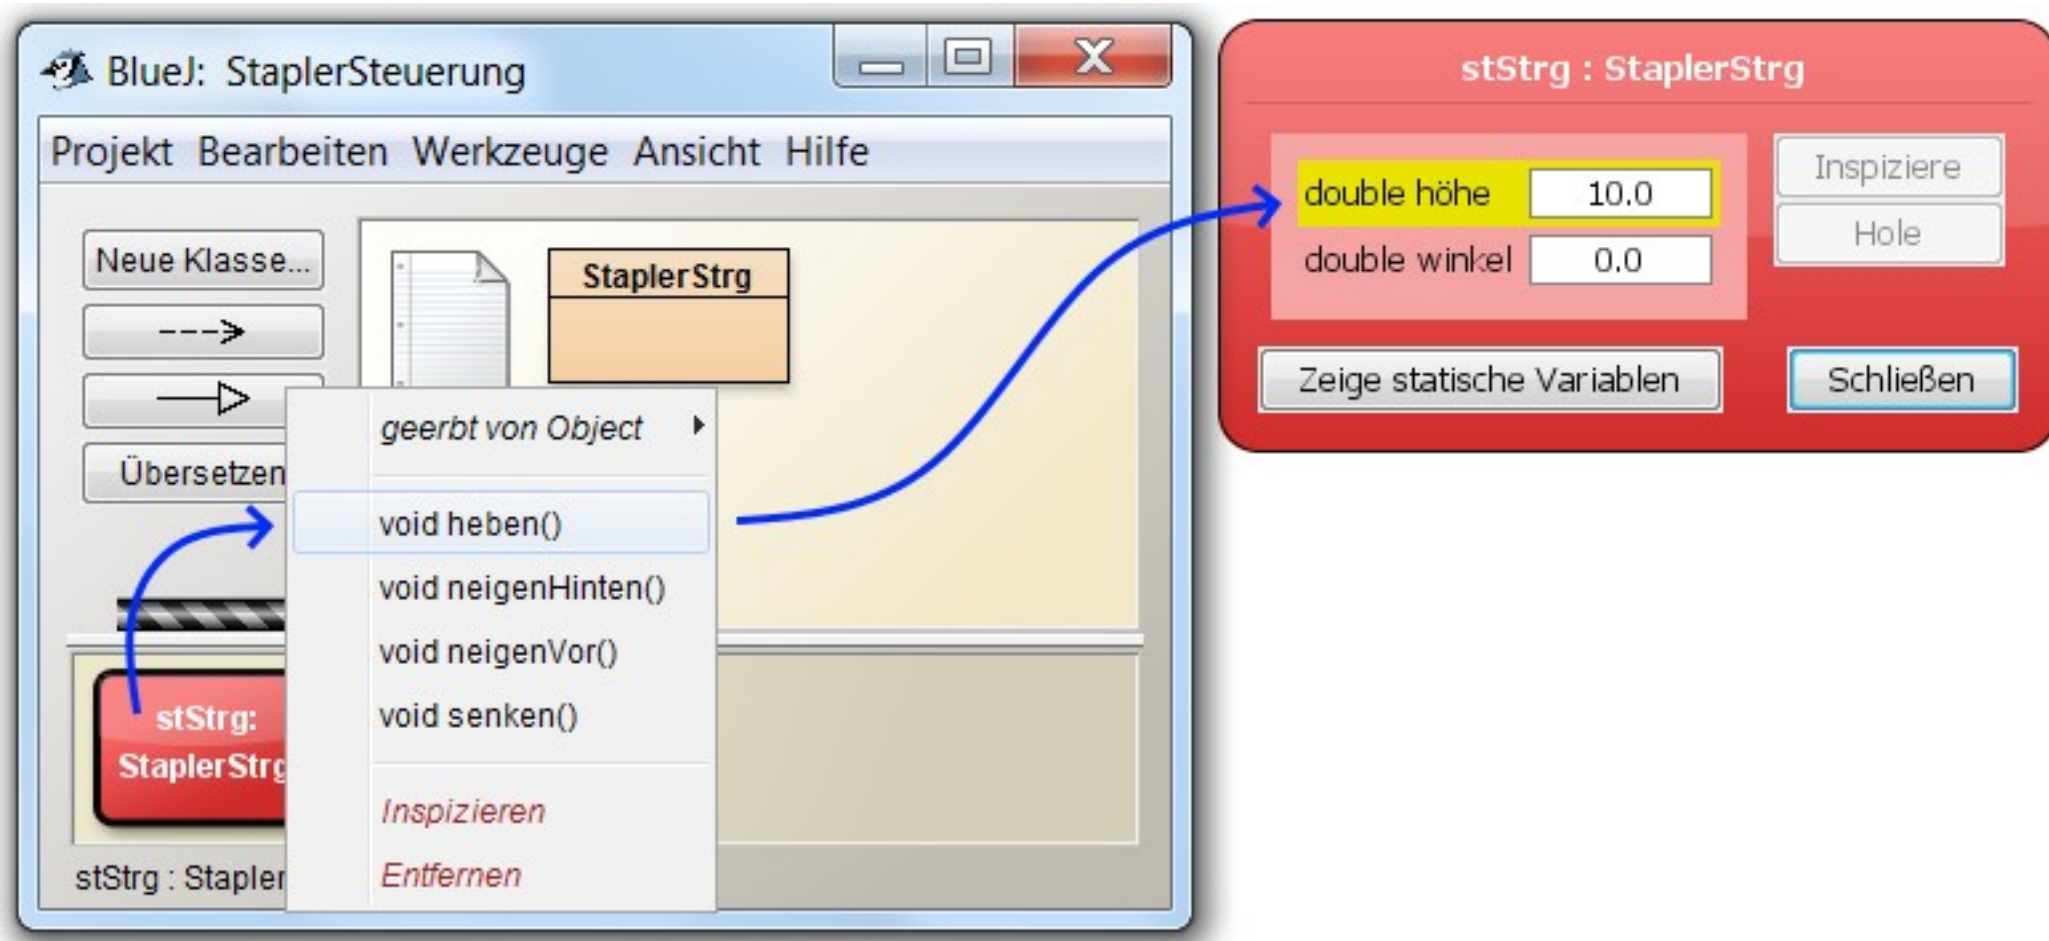 BlueJ: StaplerSteuerung
Projekt Bearbeiten Werkzeuge Ansicht Hilfe
Neue Klasse...
StaplerStrg
Übersetzen
geerbt von Object
void heben()
void neigenHinten()
void neigenVor()
void senken()
Inspizieren
Entfernen
stStrg:
StaplerStrg
stStrg : Stapler
stStrg : StaplerStrg
double höhe 10.0
double winkel 0.0
Inspiziere
Hole
Zeige statische Variablen
Schließen